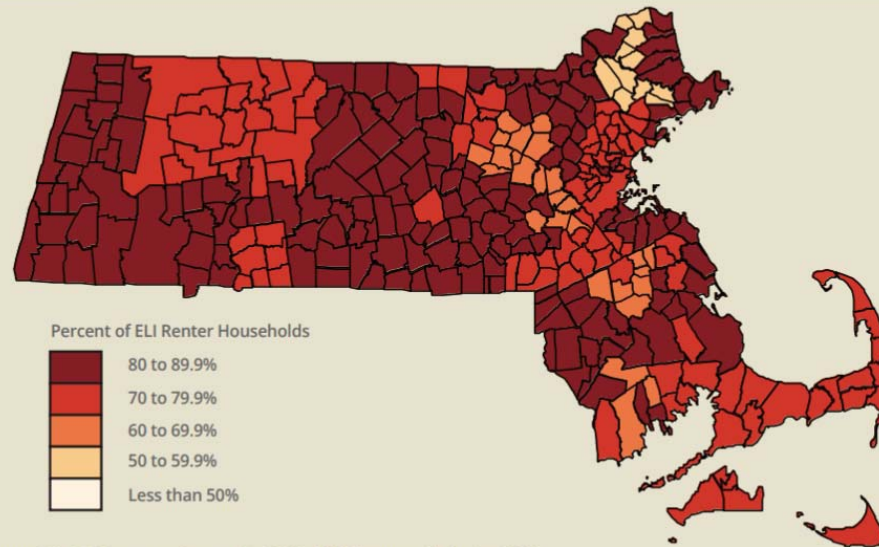 Percent of ELI Renter Households
80 to 89.9%
70 to 79.9%
60 to 69.9%
50 to 59.9%
Less than 50%